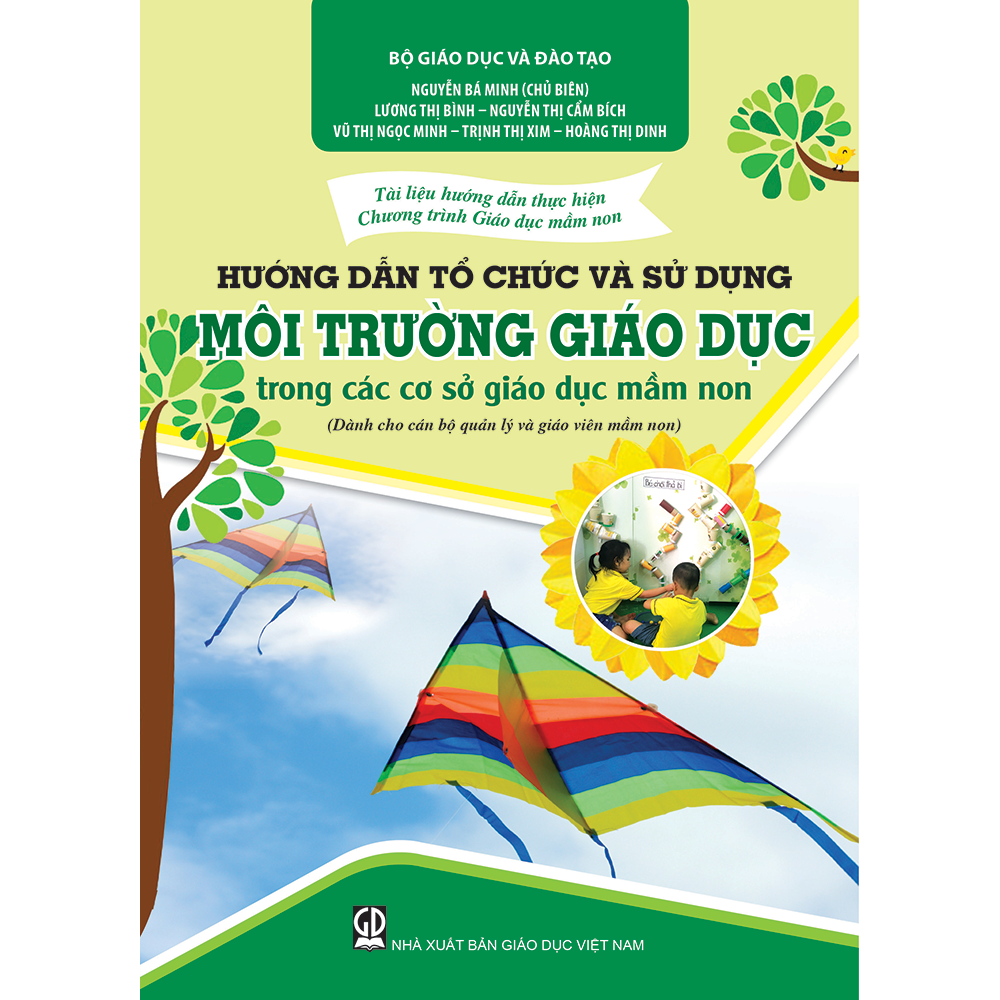 BỘ GIÁO DỤC VÀ ĐÀO TẠO
NGUYỄN BÁ MINH (CHỦ BIÊN)
LƯƠNG THỊ BÌNH – NGUYỄN THỊ CẨM BÍCH
VŨ THỊ NGỌC MINH – TRỊNH THỊ XIM – HOÀNG THỊ DINH
Tài liệu hướng dẫn thực hiện
Chương trình Giáo dục mầm non
HƯỚNG DẪN TỔ CHỨC VÀ SỬ DỤNG
MÔI TRƯỜNG GIÁO DỤC
trong các cơ sở giáo dục mầm non
(Dành cho cán bộ quản lý và giáo viên mầm non)
Bé chơi thả bi
GD
NHÀ XUẤT BẢN GIÁO DỤC VIỆT NAM